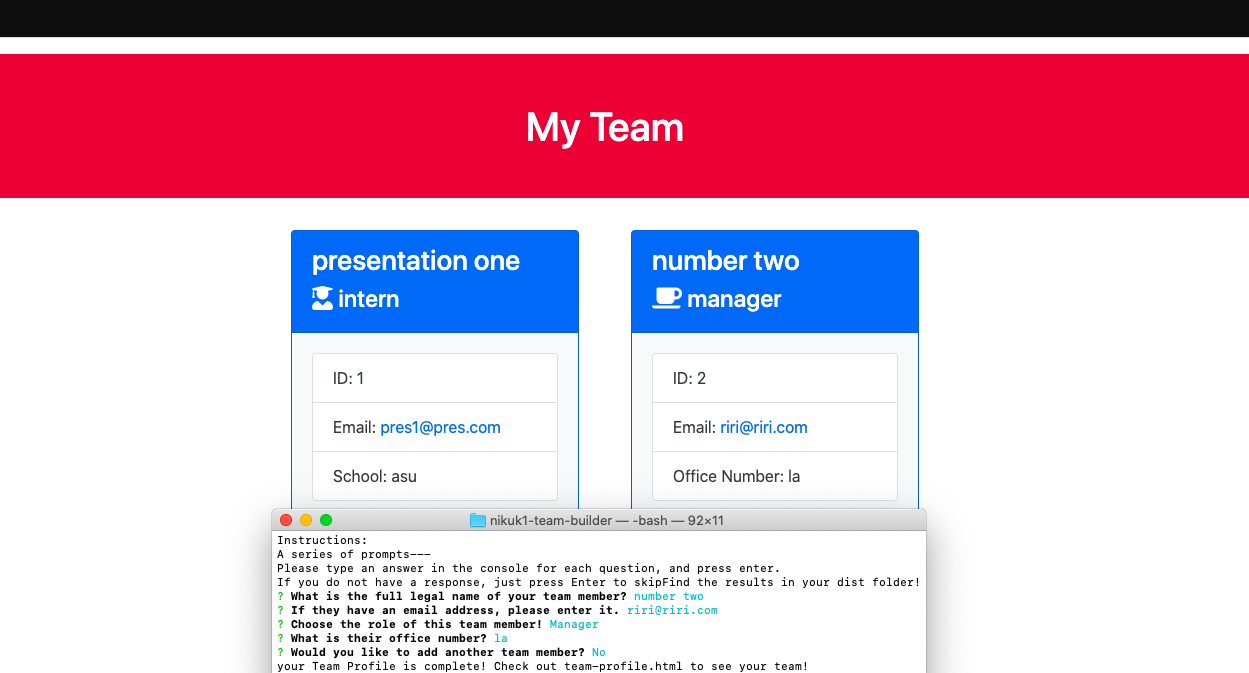 My Team
presentation one
intern
ID: 1
Email: pres1@pres.com
School: asu
number two
manager
ID: 2
Email: riri@riri.com
Office Number: la
nikuk1-team-builder — -bash — 92×11
Instructions:
A series of prompts---
Please type an answer in the console for each question, and press enter.
If you do not have a response, just press Enter to skipFind the results in your dist folder!
? What is the full legal name of your team member? number two
? If they have an email address, please enter it. riri@riri.com
? Choose the role of this team member! Manager
? What is their office number? la
? Would you like to add another team member? No
your Team Profile is complete! Check out team-profile.html to see your team!